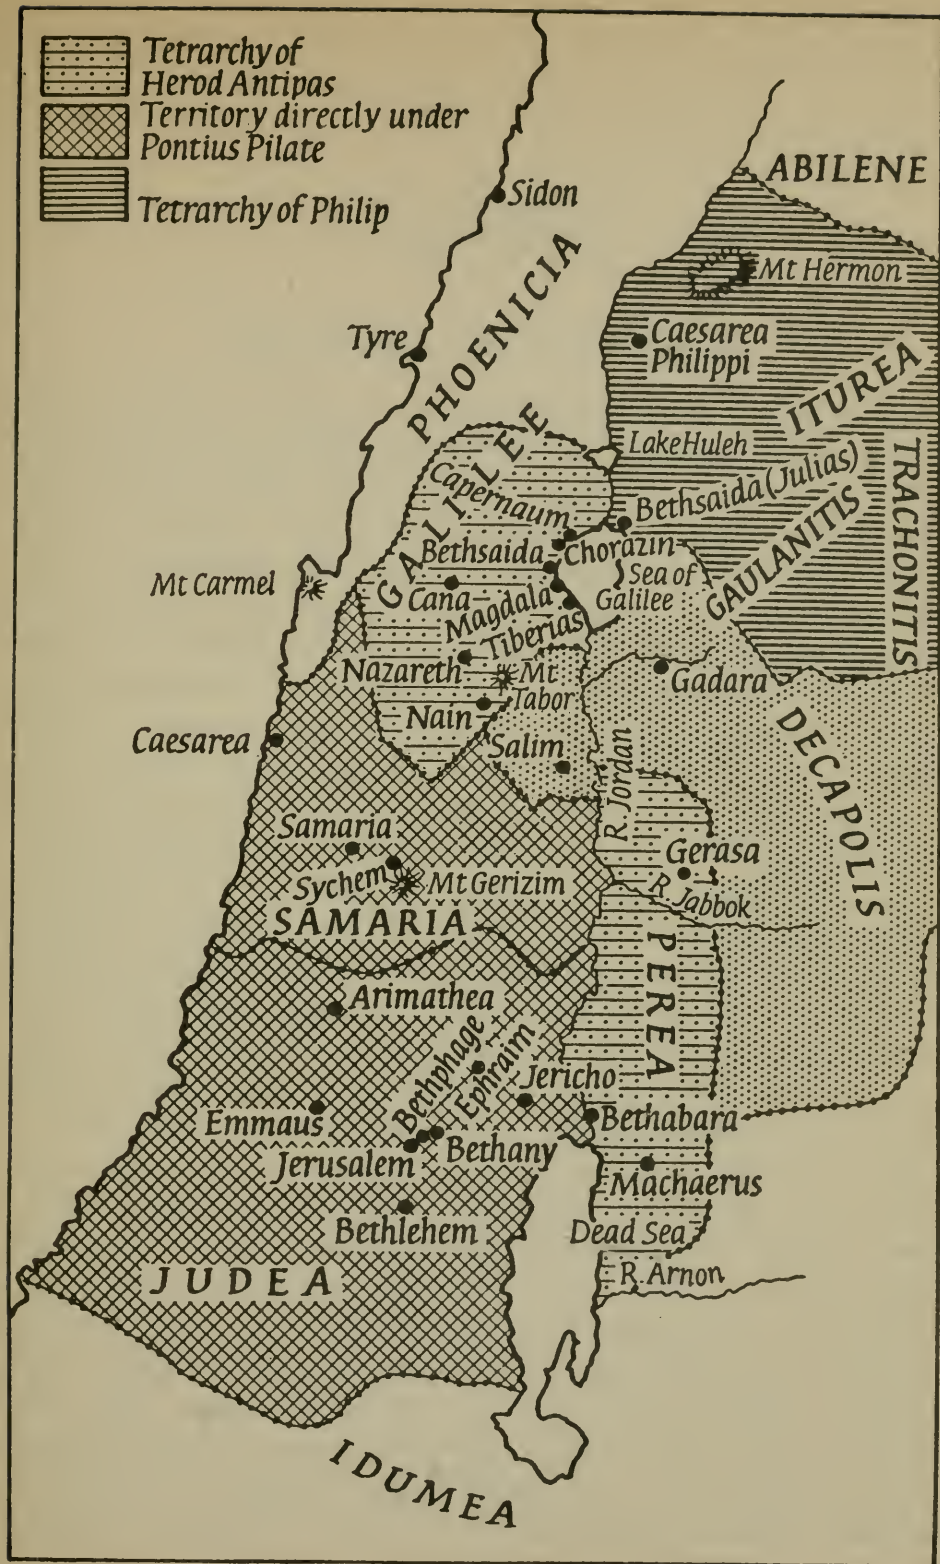 Tetrarchy of
Herod Antipas
Territory directly under
Pontius Pilate
Tetrarchy of Philip
ABILENE
Sidon
PHOENICIA
Mt Hermon
Tyre
Caesarea
Philippi
ITUREA
GALILEE
Lake Huleh
TRACHONITIS
Capernaum
Bethsaida (Julias)
Bethsaida
Chorazin
GAULANITIS
Mt Carmel
Sea of
Galilee
Cana
Magdala
Tiberias
Nazareth
Mt
Tabor
Gadara
Nain
Caesarea
Salim
DECAPOLIS
R. Jordan
Samaria
Gerasa
Sychem
Mt Gerizim
R. Jabbok
SAMARIA
PEREA
Arimathea
Bethphage
Ephraim
Jericho
Emmaus
Bethabara
Jerusalem
Bethany
Machaerus
Bethlehem
Dead Sea
JUDEA
R. Arnon
IDUMEA